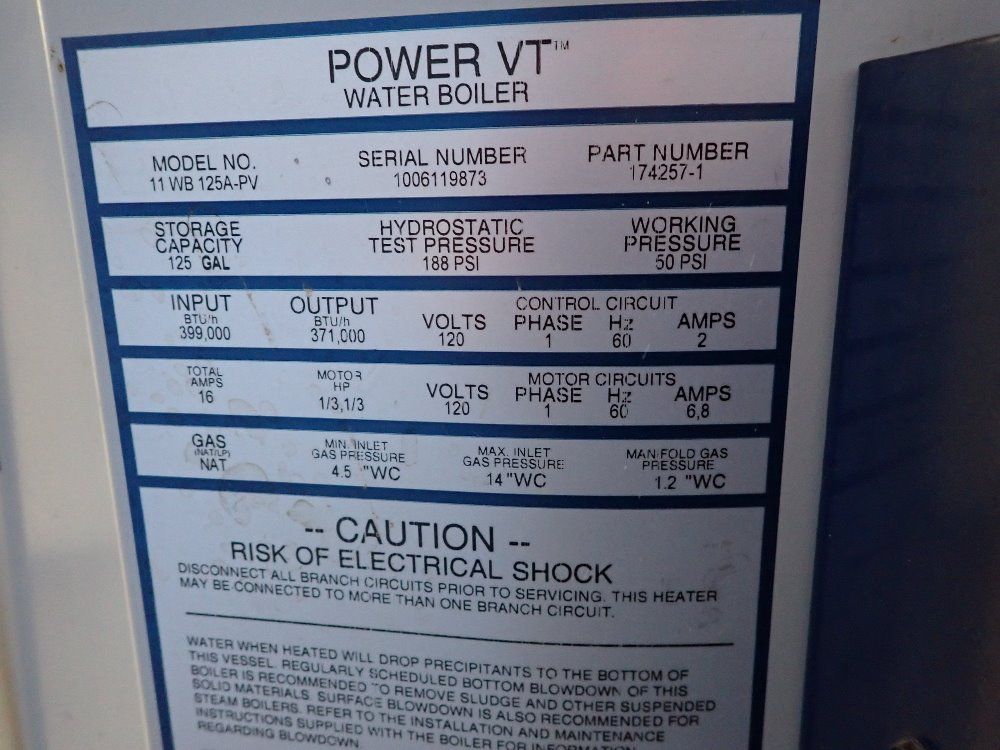 POWER VT™
WATER BOILER
MODEL NO. SERIAL NUMBER PART NUMBER
11 WB 125A-PV 1006119873 174257-1
STORAGE CAPACITY HYDROSTATIC TEST PRESSURE WORKING PRESSURE
125 GAL 188 PSI 50 PSI
INPUT OUTPUT CONTROL CIRCUIT
BTU/h BTU/h VOLTS PHASE Hz AMPS
399,000 371,000 120 1 60 2
TOTAL AMPS MOTOR HP MOTOR CIRCUITS
VOLTS PHASE Hz AMPS
16 1/3,1/3 120 1 60 6,8
GAS (NAT/LP) MIN. INLET GAS PRESSURE MAX. INLET GAS PRESSURE MANIFOLD GAS PRESSURE
NAT 4.5 "WC 14 "WC 1.2 "WC
-- CAUTION --
RISK OF ELECTRICAL SHOCK
DISCONNECT ALL BRANCH CIRCUITS PRIOR TO SERVICING. THIS HEATER
MAY BE CONNECTED TO MORE THAN ONE BRANCH CIRCUIT.
WATER WHEN HEATED WILL DROP PRECIPITANTS TO THE BOTTOM OF
THIS VESSEL. REGULARLY SCHEDULED BOTTOM BLOWDOWN OF THIS
BOILER IS RECOMMENDED TO REMOVE SLUDGE AND OTHER SUSPENDED
SOLID MATERIALS. SURFACE BLOWDOWN IS ALSO RECOMMENDED FOR
STEAM BOILERS. REFER TO THE INSTALLATION AND MAINTENANCE
INSTRUCTIONS SUPPLIED WITH THE BOILER FOR INFORMATION
REGARDING BLOWDOWN